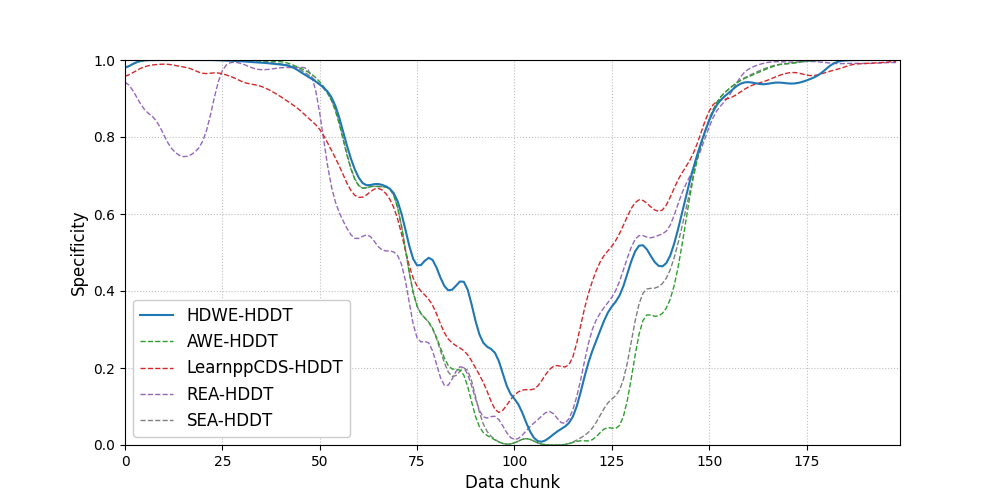 1.0
0.8
0.6
0.4
0.2
0.0
Specificity
HDWE-HDDT
AWE-HDDT
LearnppCDS-HDDT
REA-HDDT
SEA-HDDT
0 25 50 75 100 125 150 175
Data chunk